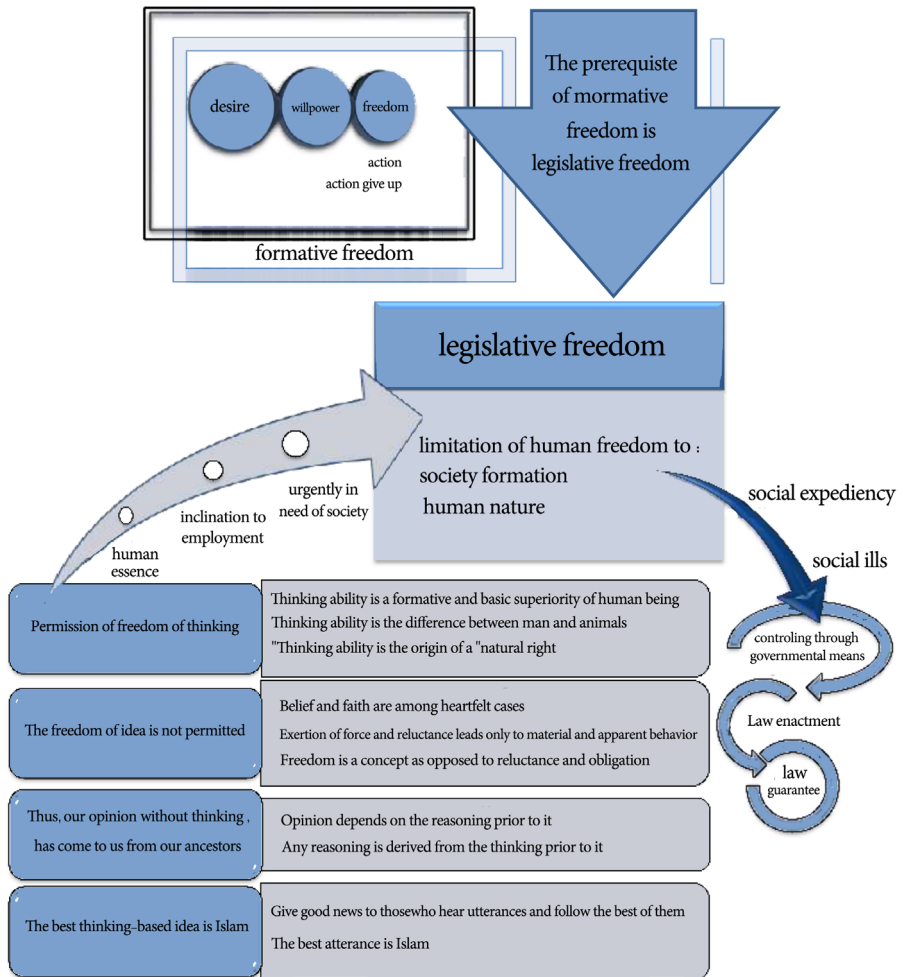 desire
willpower
freedom
action
action give up
formative freedom
The prerequiste
of mormative
freedom is
legislative freedom
legislative freedom
limitation of human freedom to :
society formation
human nature
human
essence
inclination to
employment
urgently in
need of society
social expediency
social ills
controling through
governmental means
Law enactment
law
guarantee
Permission of freedom of thinking
Thinking ability is a formative and basic superiority of human being
Thinking ability is the difference between man and animals
"Thinking ability is the origin of a "natural right
The freedom of idea is not permitted
Belief and faith are among heartfelt cases
Exertion of force and reluctance leads only to material and apparent behavior
Freedom is a concept as opposed to reluctance and obligation
Thus, our opinion without thinking ,
has come to us from our ancestors
Opinion depends on the reasoning prior to it
Any reasoning is derived from the thinking prior to it
The best thinking-based idea is Islam
Give good news to thosewho hear utterances and follow the best of them
The best atterance is Islam